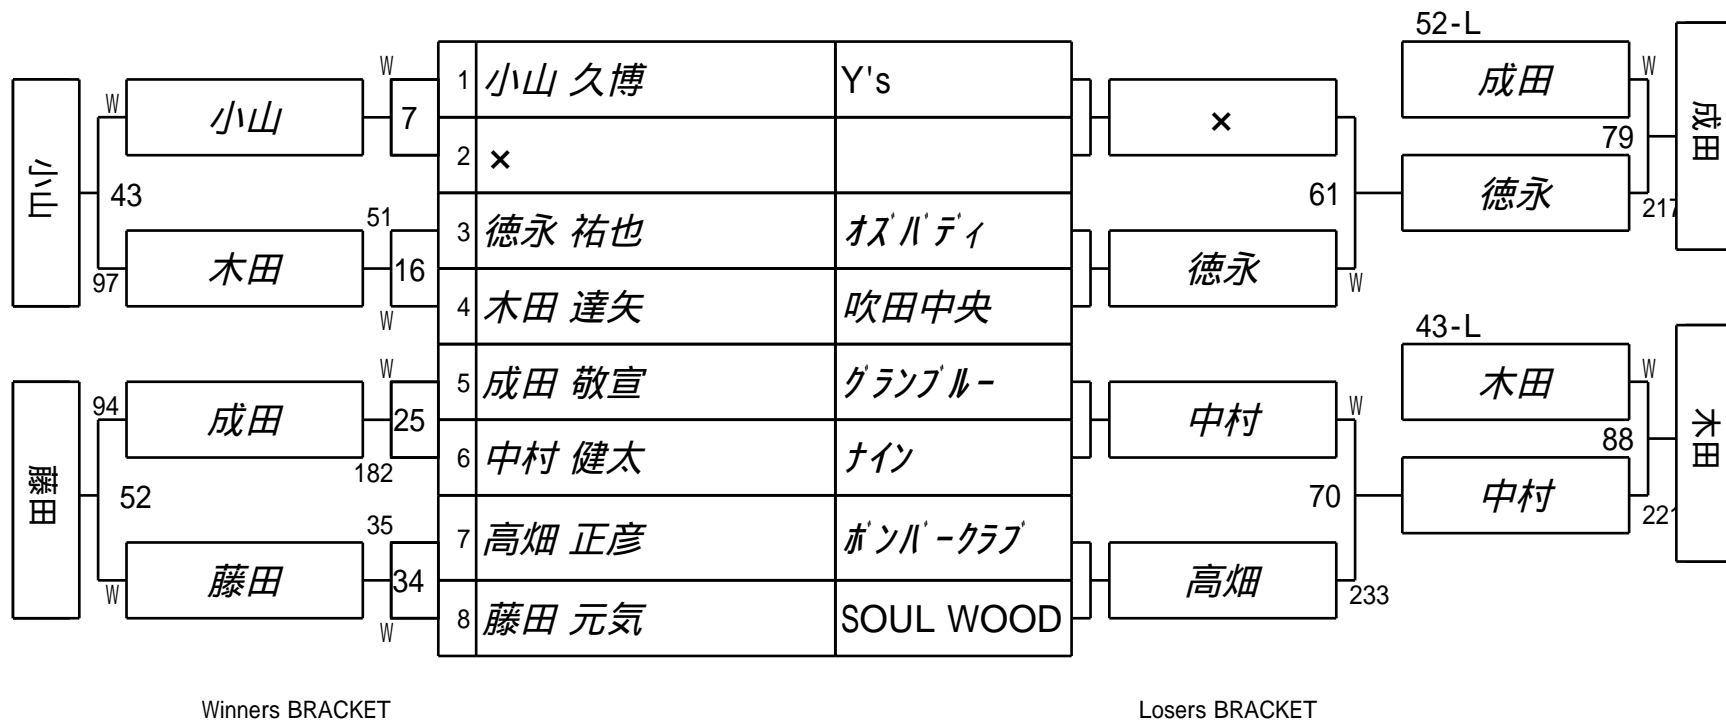 52-L
W
小山
W
7
1 小山 久博 Y's
×
成田
W
2 ×
79
成田
小山
43
51
97
木田
16
W
3 徳永 祐也 オズバディ
4 木田 達矢 吹田中央
61
徳永
W
徳永
217
43-L
94
成田
W
25
182
5 成田 敬宣 グランブルー
6 中村 健太 ナイン
中村
W
木田
W
88
木田
藤田
52
35
W
藤田
34
W
7 高畑 正彦 ボンバークラブ
8 藤田 元気 SOUL WOOD
70
高畑
233
中村
221
Winners BRACKET
Losers BRACKET